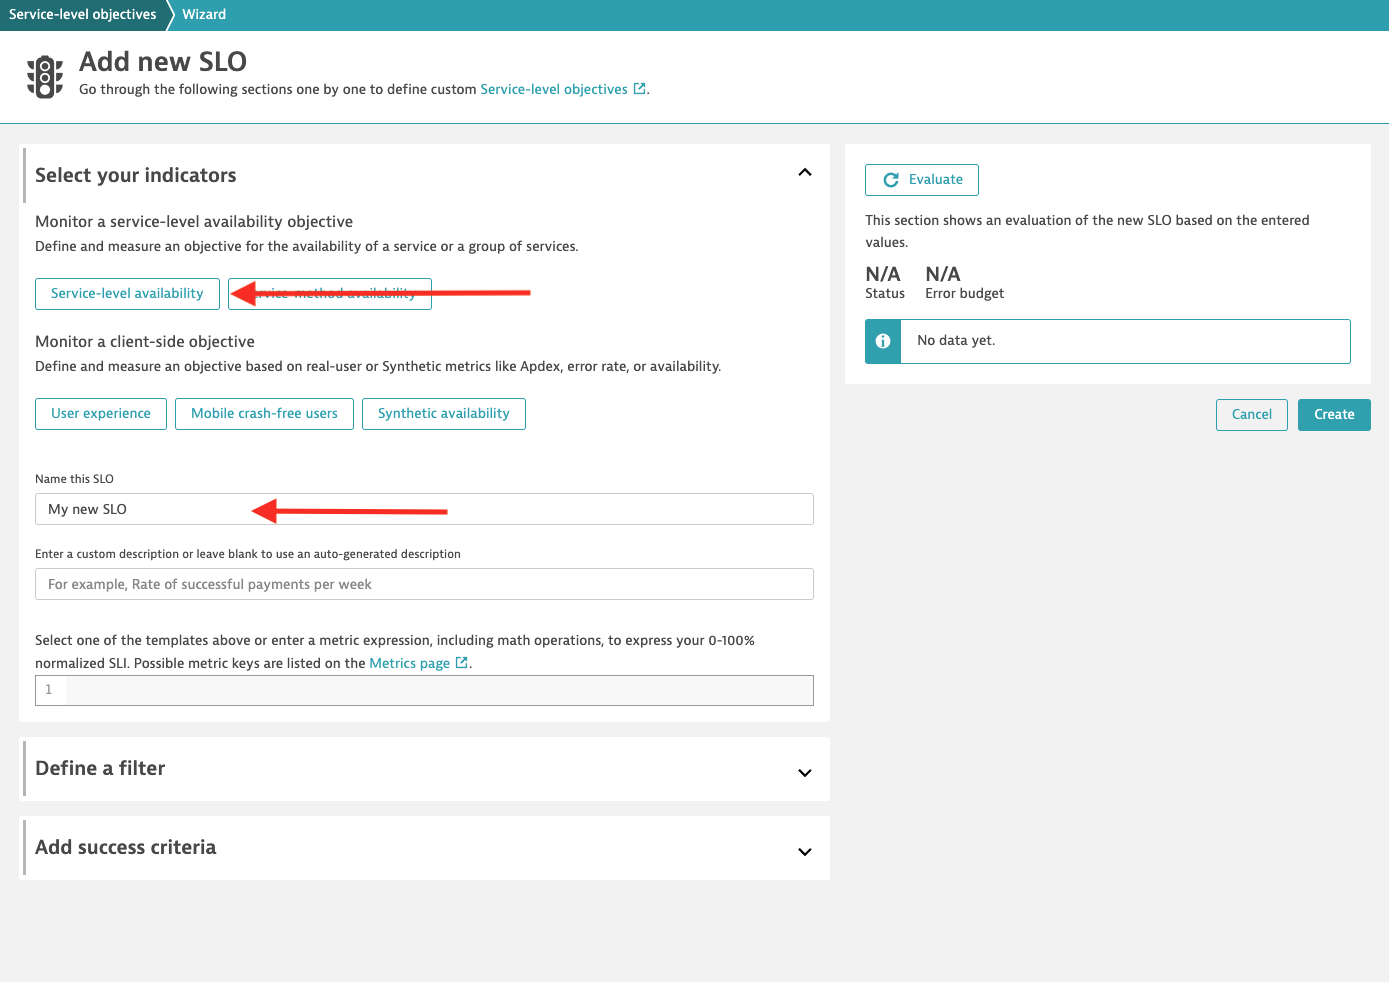 Service-level objectives
Wizard
Add new SLO
Go through the following sections one by one to define custom Service-level objectives .
Select your indicators
Monitor a service-level availability objective
Define and measure an objective for the availability of a service or a group of services.
Service-level availability
availability
Monitor a client-side objective
Define and measure an objective based on real-user or Synthetic metrics like Apdex, error rate, or availability.
User experience
Mobile crash-free users
Synthetic availability
Name this SLO
My new SLO
Enter a custom description or leave blank to use an auto-generated description
For example, Rate of successful payments per week
Select one of the templates above or enter a metric expression, including math operations, to express your 0-100%
normalized SLI. Possible metric keys are listed on the Metrics page .
1
Define a filter
Add success criteria
Evaluate
This section shows an evaluation of the new SLO based on the entered
values.
N/A N/A
Status Error budget
No data yet.
Cancel
Create